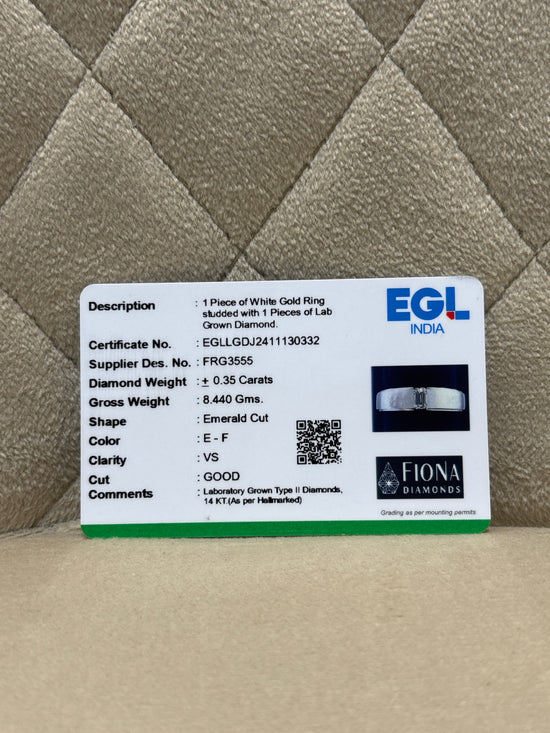 EGL
INDIA
Description : 1 Piece of White Gold Ring
studded with 1 Pieces of Lab
Grown Diamond.
Certificate No. : EGLLGDJ2411130332
Supplier Des. No. : FRG3555
Diamond Weight : ± 0.35 Carats
Gross Weight : 8.440 Gms.
Shape : Emerald Cut
Color : E - F
Clarity : VS
Cut : GOOD
Comments : Laboratory Grown Type II Diamonds,
14 KT.(As per Hallmarked)
FIONA
DIAMONDS
Grading as per mounting permits